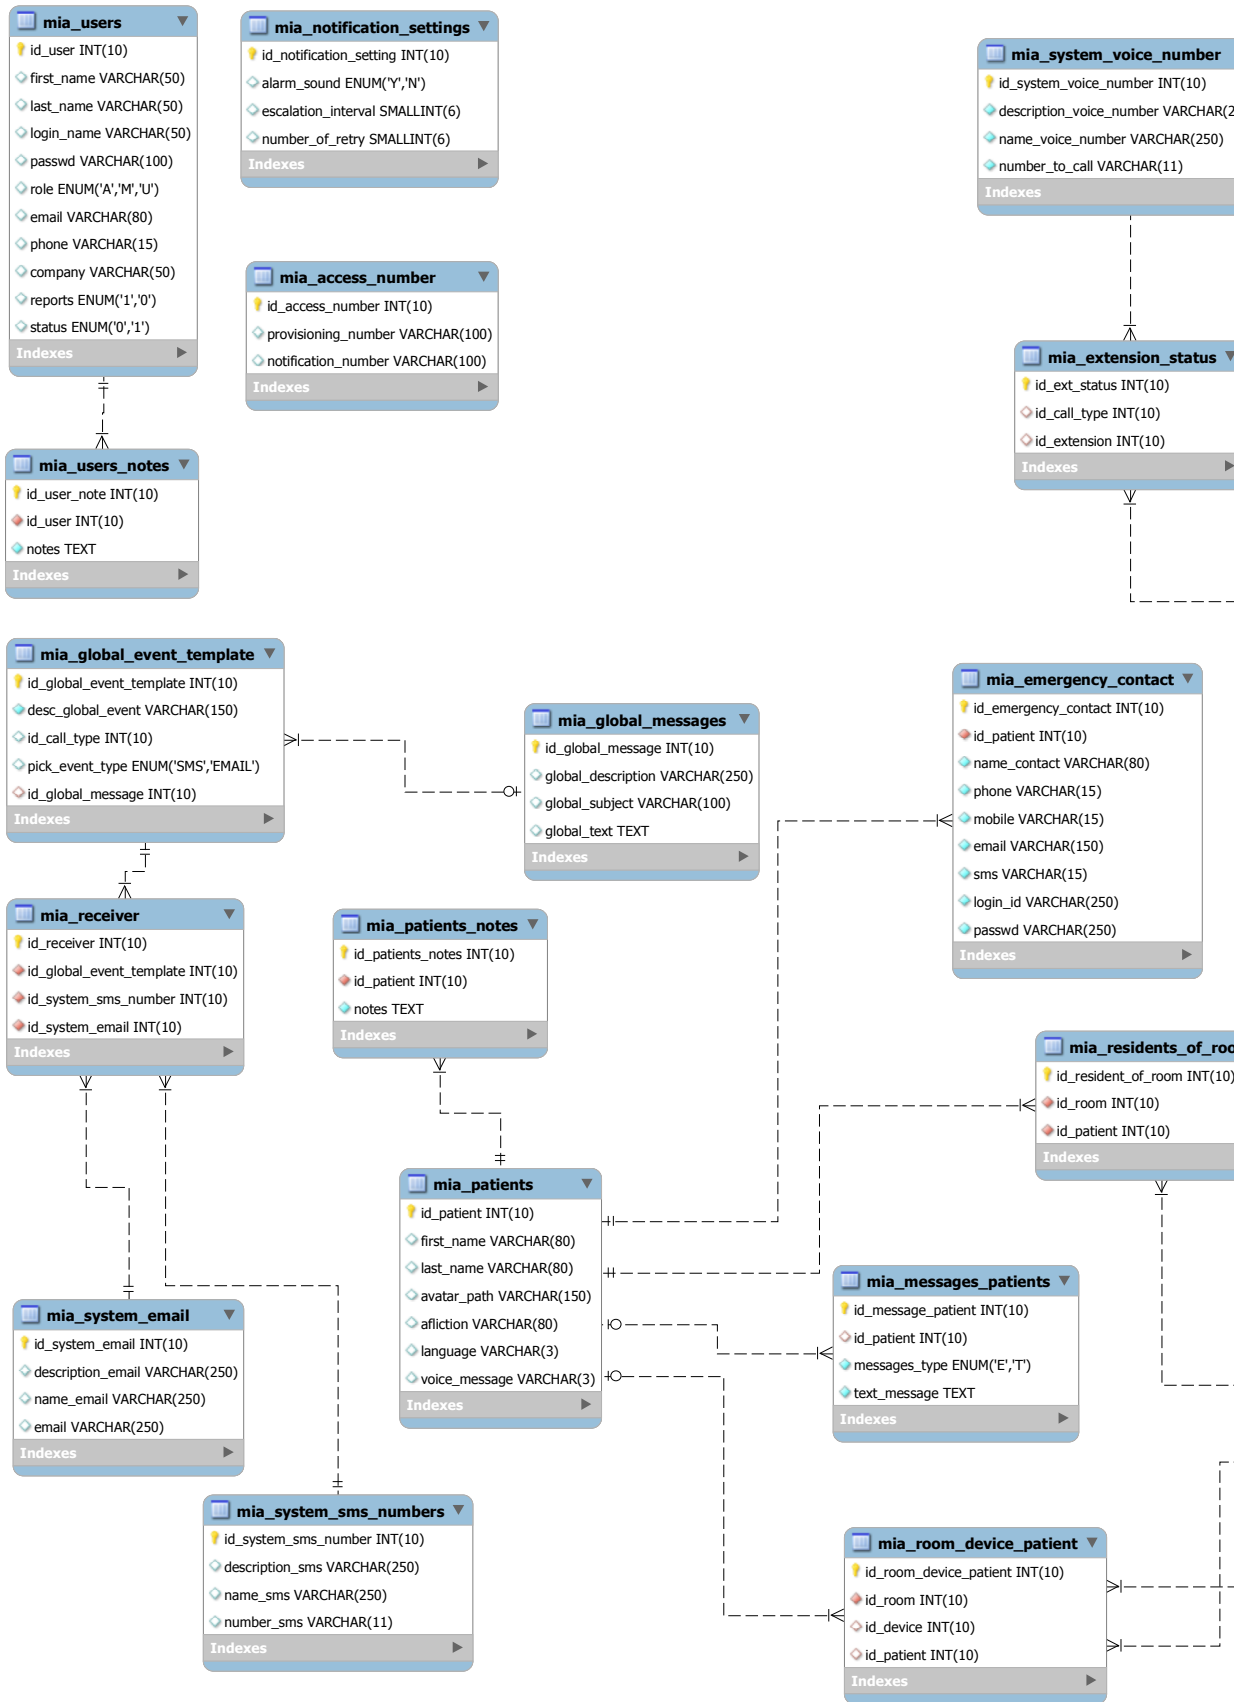 mia_users
id_user INT(10)
first_name VARCHAR(50)
last_name VARCHAR(50)
login_name VARCHAR(50)
passwd VARCHAR(100)
role ENUM('A','M','U')
email VARCHAR(80)
phone VARCHAR(15)
company VARCHAR(50)
reports ENUM('1','0')
status ENUM('0','1')
Indexes
mia_notification_settings
id_notification_setting INT(10)
alarm_sound ENUM('Y','N')
escalation_interval SMALLINT(6)
number_of_retry SMALLINT(6)
Indexes
mia_system_voice_number
id_system_voice_number INT(10)
description_voice_number VARCHAR(2
name_voice_number VARCHAR(250)
number_to_call VARCHAR(11)
Indexes
mia_access_number
id_access_number INT(10)
provisioning_number VARCHAR(100)
notification_number VARCHAR(100)
Indexes
mia_extension_status
id_ext_status INT(10)
id_call_type INT(10)
id_extension INT(10)
Indexes
mia_users_notes
id_user_note INT(10)
id_user INT(10)
notes TEXT
Indexes
mia_global_event_template
id_global_event_template INT(10)
desc_global_event VARCHAR(150)
id_call_type INT(10)
pick_event_type ENUM('SMS','EMAIL')
id_global_message INT(10)
Indexes
mia_global_messages
id_global_message INT(10)
global_description VARCHAR(250)
global_subject VARCHAR(100)
global_text TEXT
Indexes
mia_emergency_contact
id_emergency_contact INT(10)
id_patient INT(10)
name_contact VARCHAR(80)
phone VARCHAR(15)
mobile VARCHAR(15)
email VARCHAR(150)
sms VARCHAR(15)
login_id VARCHAR(250)
passwd VARCHAR(250)
Indexes
mia_receiver
id_receiver INT(10)
id_global_event_template INT(10)
id_system_sms_number INT(10)
id_system_email INT(10)
Indexes
mia_patients_notes
id_patients_notes INT(10)
id_patient INT(10)
notes TEXT
Indexes
mia_residents_of_roo
id_resident_of_room INT(10)
id_room INT(10)
id_patient INT(10)
Indexes
mia_patients
id_patient INT(10)
first_name VARCHAR(80)
last_name VARCHAR(80)
avatar_path VARCHAR(150)
afliction VARCHAR(80)
language VARCHAR(3)
voice_message VARCHAR(3)
Indexes
mia_messages_patients
id_message_patient INT(10)
id_patient INT(10)
messages_type ENUM('E','T')
text_message TEXT
Indexes
mia_system_email
id_system_email INT(10)
description_email VARCHAR(250)
name_email VARCHAR(250)
email VARCHAR(250)
Indexes
mia_system_sms_numbers
id_system_sms_number INT(10)
description_sms VARCHAR(250)
name_sms VARCHAR(250)
number_sms VARCHAR(11)
Indexes
mia_room_device_patient
id_room_device_patient INT(10)
id_room INT(10)
id_device INT(10)
id_patient INT(10)
Indexes